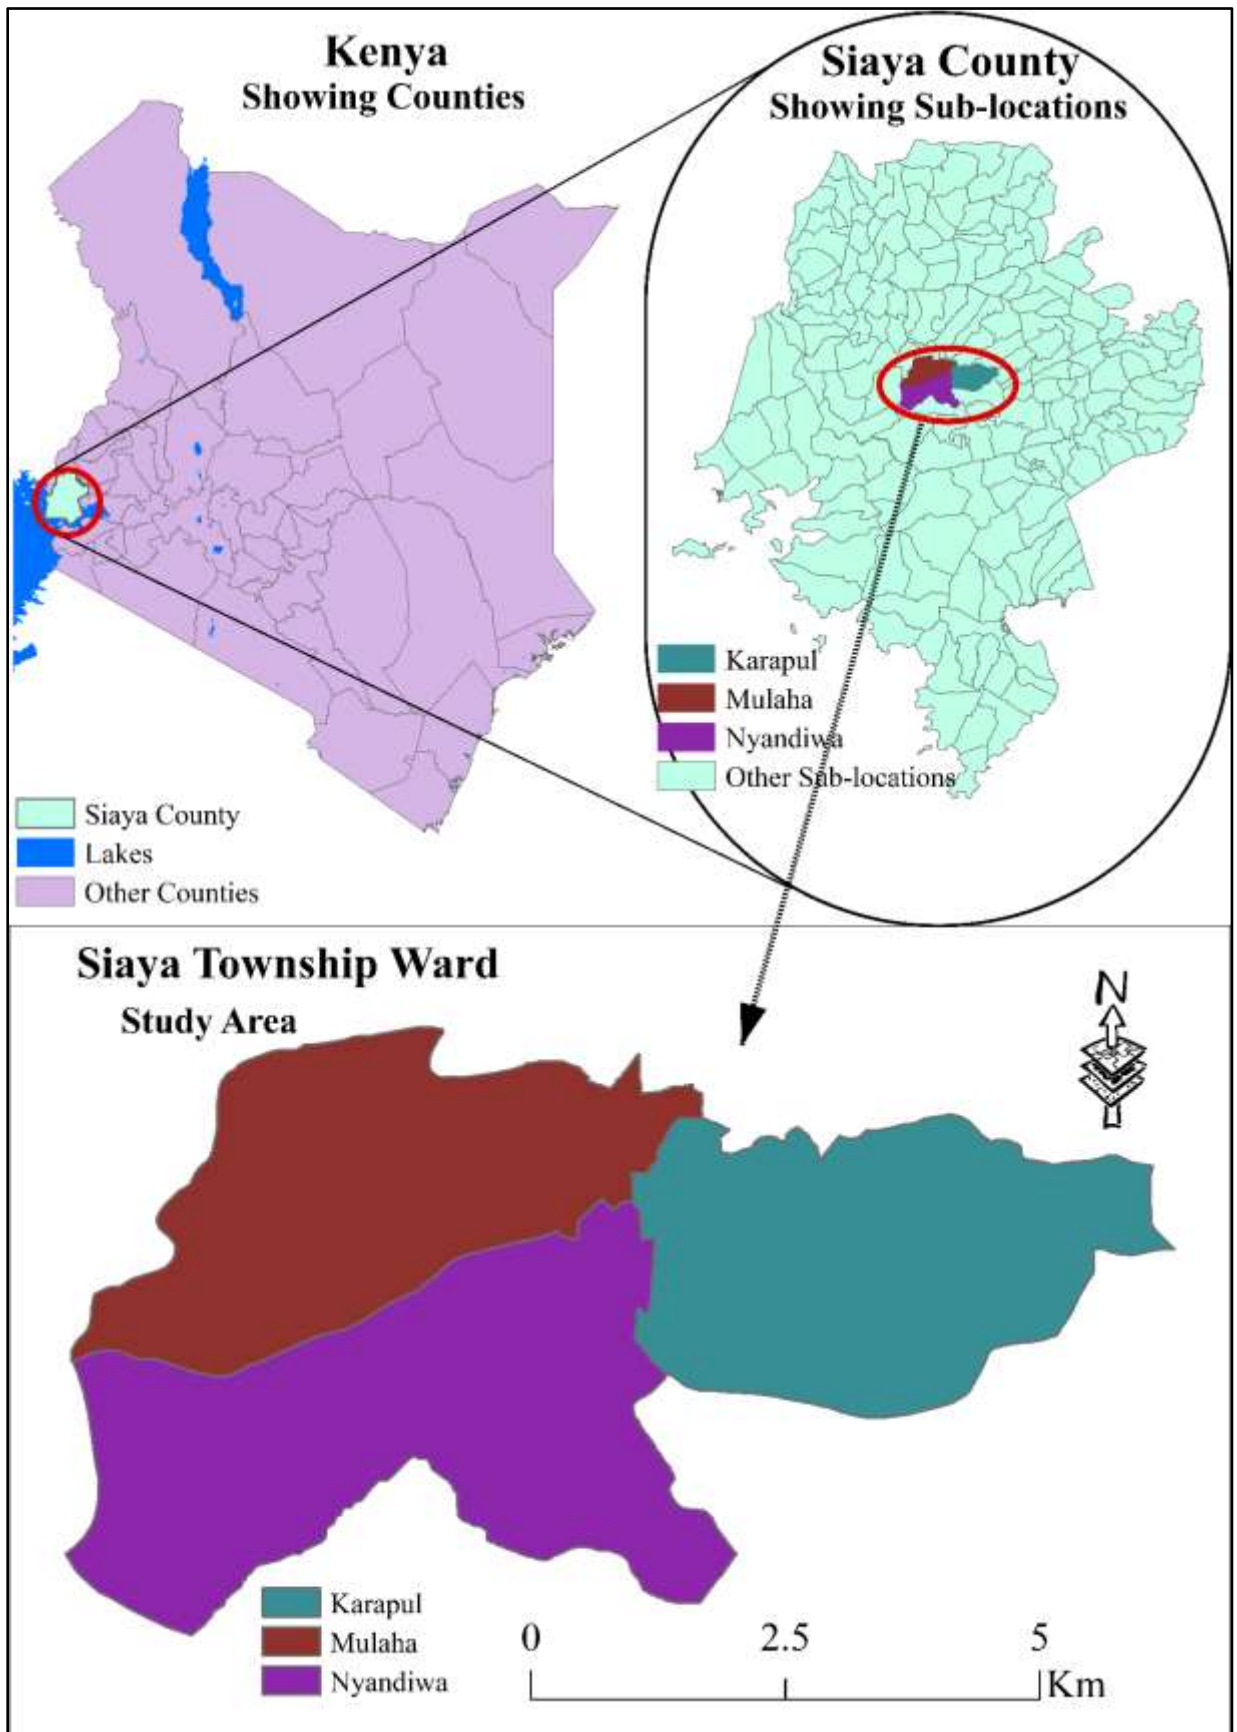 Kenya
Showing Counties
Siaya County
Showing Sub-locations
Karapul
Mulaha
Nyandiwa
Other Sub-locations
Siaya County
Lakes
Other Counties
Siaya Township Ward
Study Area
N
Karapul
Mulaha
Nyandiwa
0 2.5 5
Km